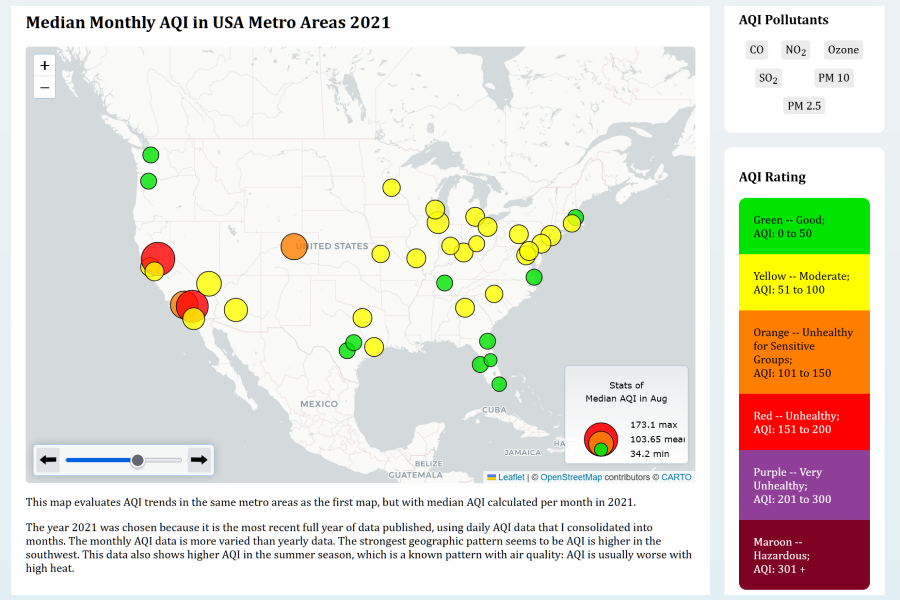 Median Monthly AQI in USA Metro Areas 2021
+
−
UNITED STATES
MEXICO
CUBA
HA
JAMAICA
BELIZE
GUATEMALA
Stats of
Median AQI in Aug
173.1 max
103.65 mean
34.2 min
Leaflet | © OpenStreetMap contributors © CARTO
This map evaluates AQI trends in the same metro areas as the first map, but with median AQI calculated per month in 2021.
The year 2021 was chosen because it is the most recent full year of data published, using daily AQI data that I consolidated into
months. The monthly AQI data is more varied than yearly data. The strongest geographic pattern seems to be AQI is higher in the
southwest. This data also shows higher AQI in the summer season, which is a known pattern with air quality: AQI is usually worse with
high heat.
AQI Pollutants
CO NO2 Ozone
SO2 PM 10
PM 2.5
AQI Rating
Green -- Good;
AQI: 0 to 50
Yellow -- Moderate;
AQI: 51 to 100
Orange -- Unhealthy
for Sensitive
Groups;
AQI: 101 to 150
Red -- Unhealthy;
AQI: 151 to 200
Purple -- Very
Unhealthy;
AQI: 201 to 300
Maroon --
Hazardous;
AQI: 301 +